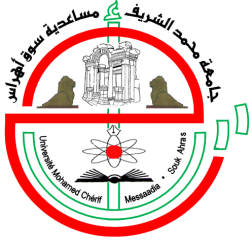 جامعة محمد الشريف مساعدية سوق أهراس
Université Mohamed Chérif Messaadia - Souk Ahras